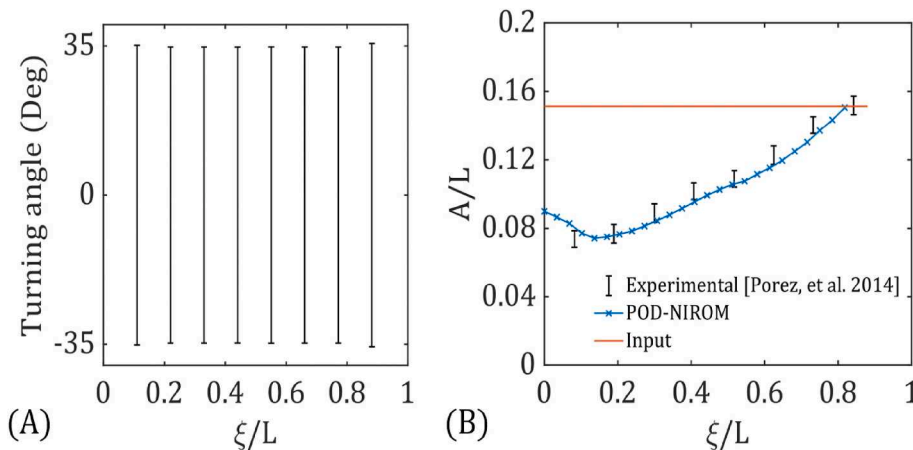 35
0
-35
Turning angle (Deg)
0
0.2
0.4
0.6
0.8
1
ξ/L
(A)
0.2
0.16
0.12
0.08
0.04
0
A/L
Experimental [Porez, et al. 2014]
POD-NIROM
Input
0
0.2
0.4
0.6
0.8
1
ξ/L
(B)